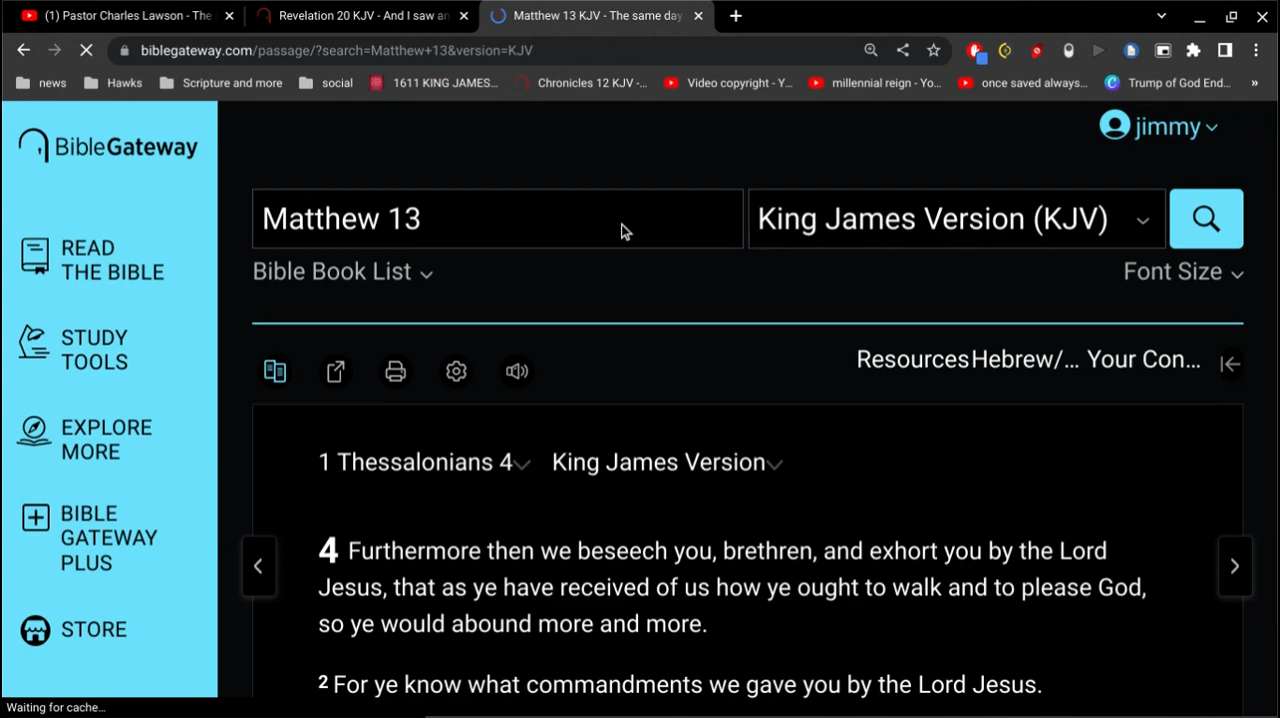 (1) Pastor Charles Lawson - The
Revelation 20 KJV - And I saw an
Matthew 13 KJV - The same day
biblegateway.com/passage/?search=Matthew+13&version=KJV
news
Hawks
Scripture and more
social
1611 KING JAMES...
Chronicles 12 KJV -...
Video copyright - Y...
millennial reign - Yo...
once saved always...
Trump of God End...
»
BibleGateway
jimmy
Matthew 13
King James Version (KJV)
Bible Book List
Font Size
READ
THE BIBLE
STUDY
TOOLS
EXPLORE
MORE
BIBLE
GATEWAY
PLUS
STORE
Resources
Hebrew/...
Your Con...
1 Thessalonians 4
King James Version
4 Furthermore then we beseech you, brethren, and exhort you by the Lord
Jesus, that as ye have received of us how ye ought to walk and to please God,
so ye would abound more and more.
2 For ye know what commandments we gave you by the Lord Jesus.
Waiting for cache...